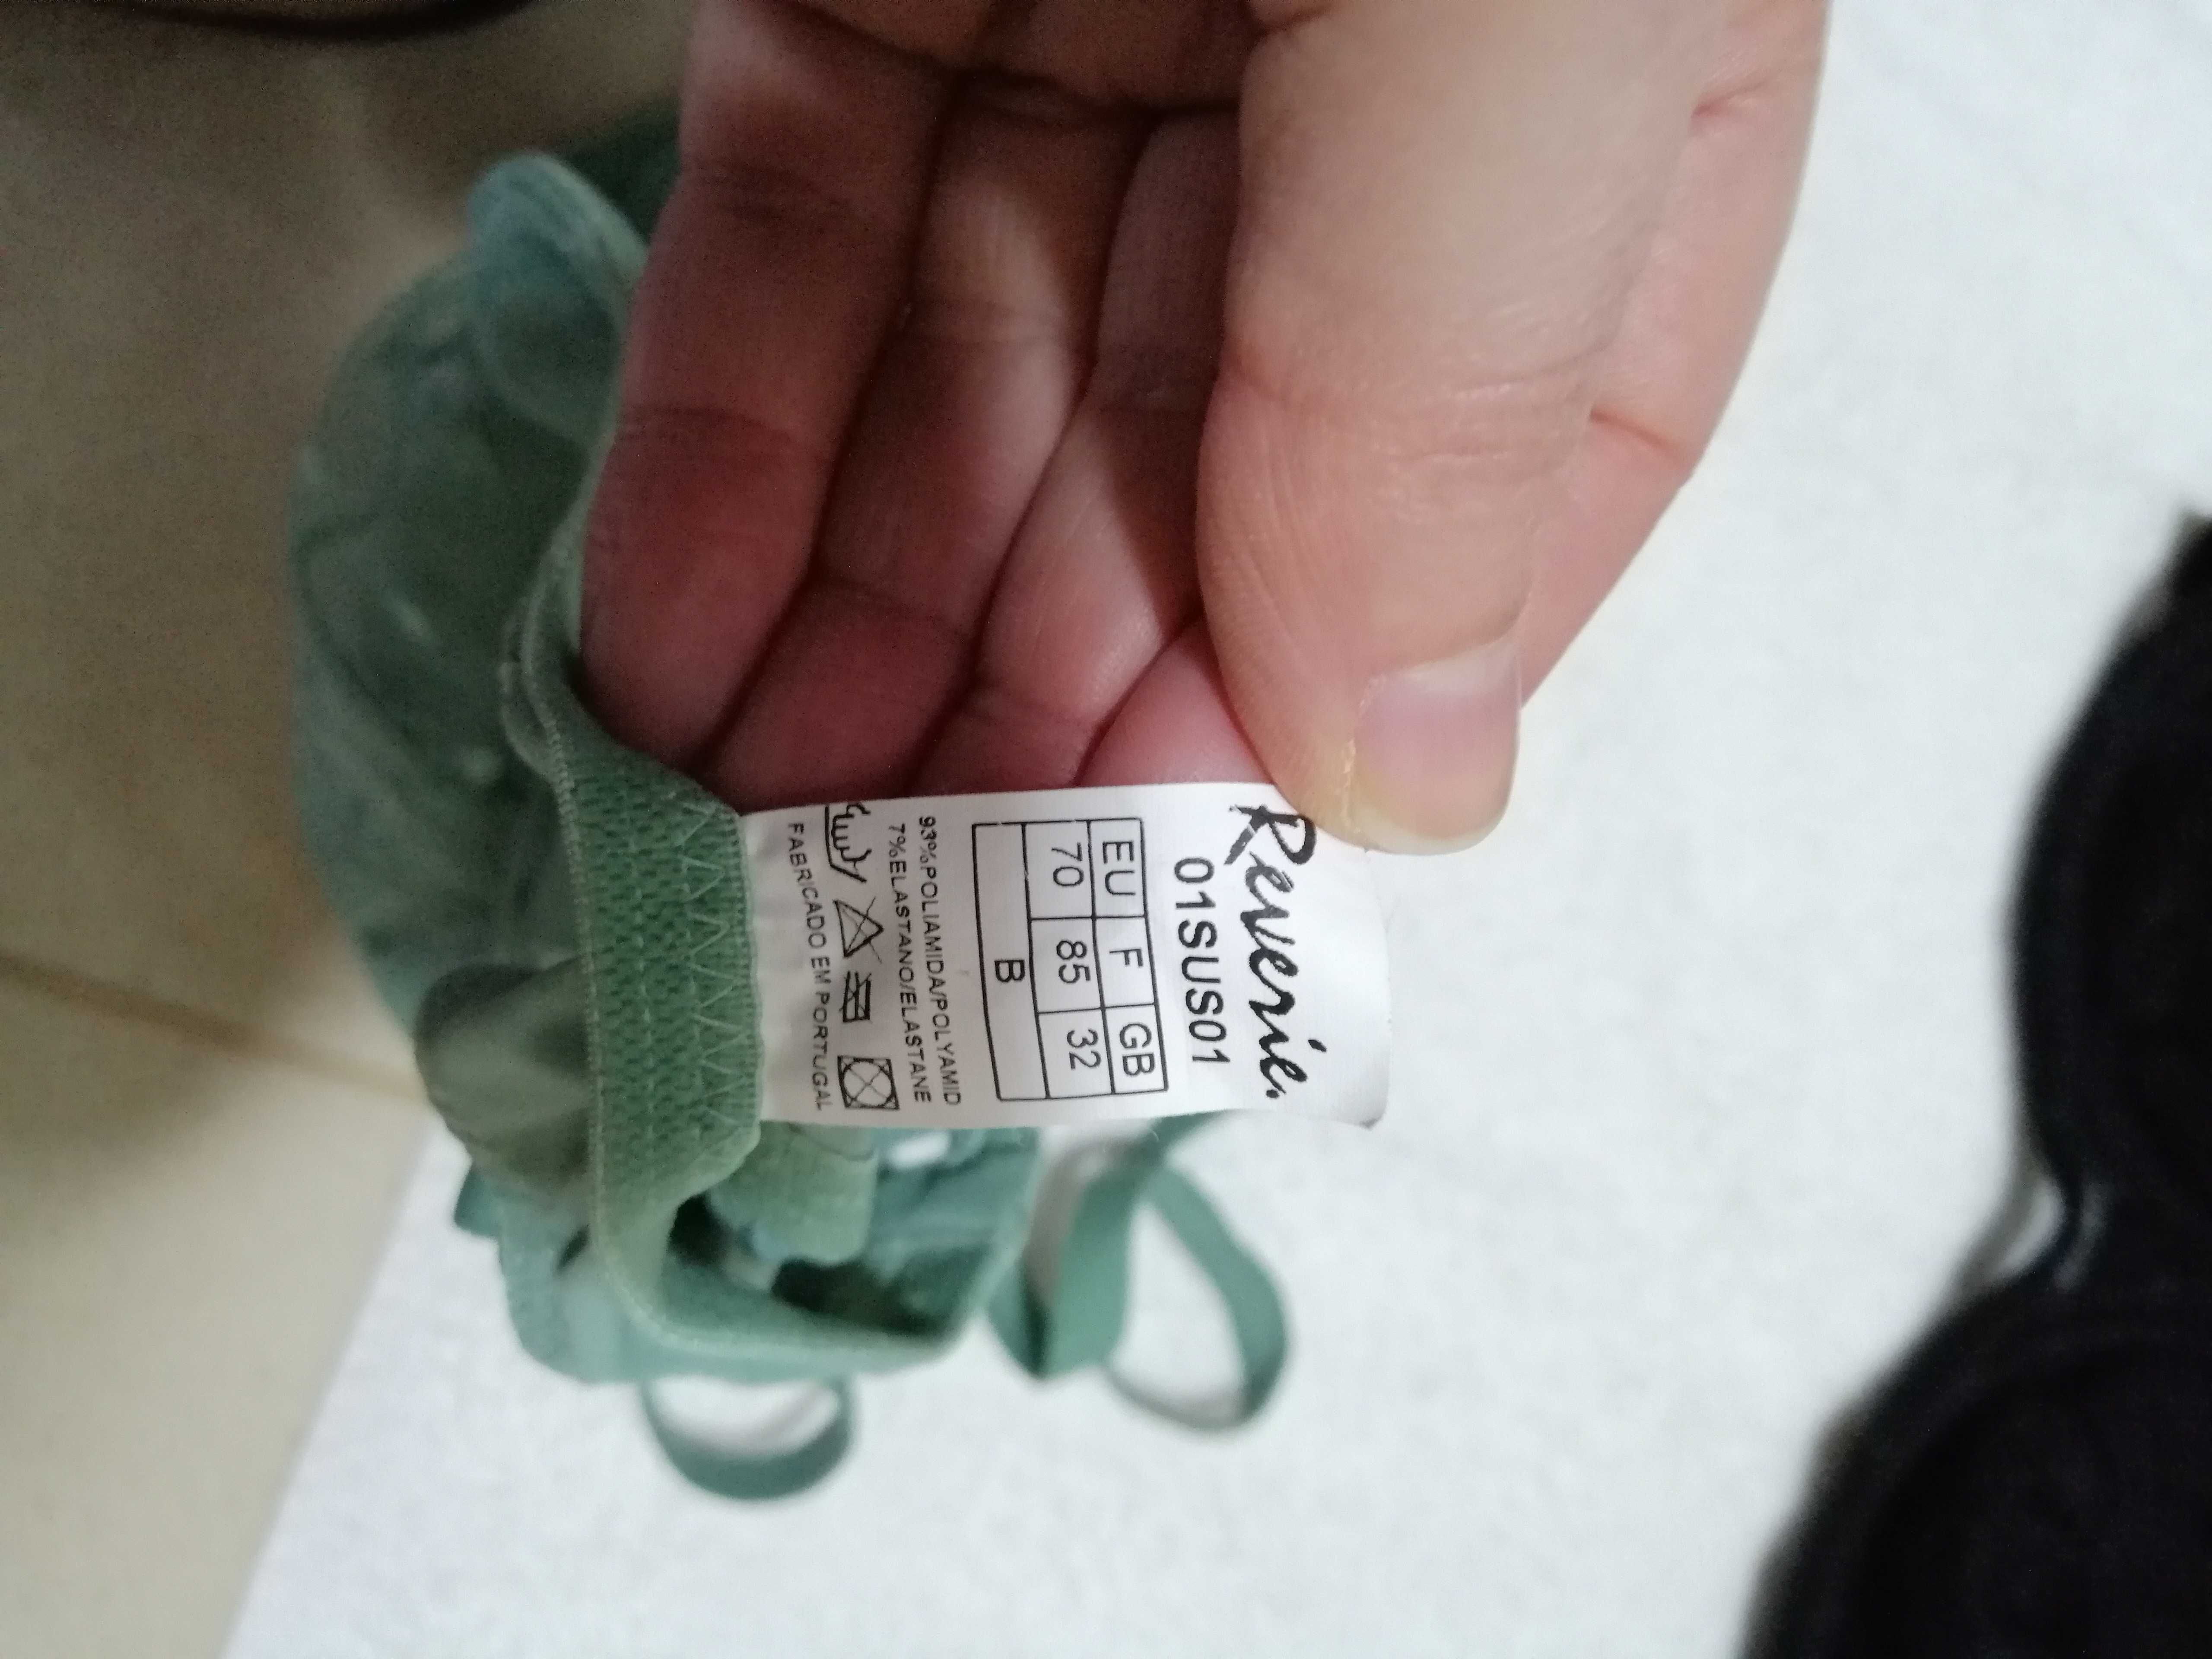 Reverie.
01SUS01
EU F GB
70 85 32
B
93%POLIAMIDA/POLYAMID
7%ELASTANO/ELASTANE
FABRICADO EM PORTUGAL